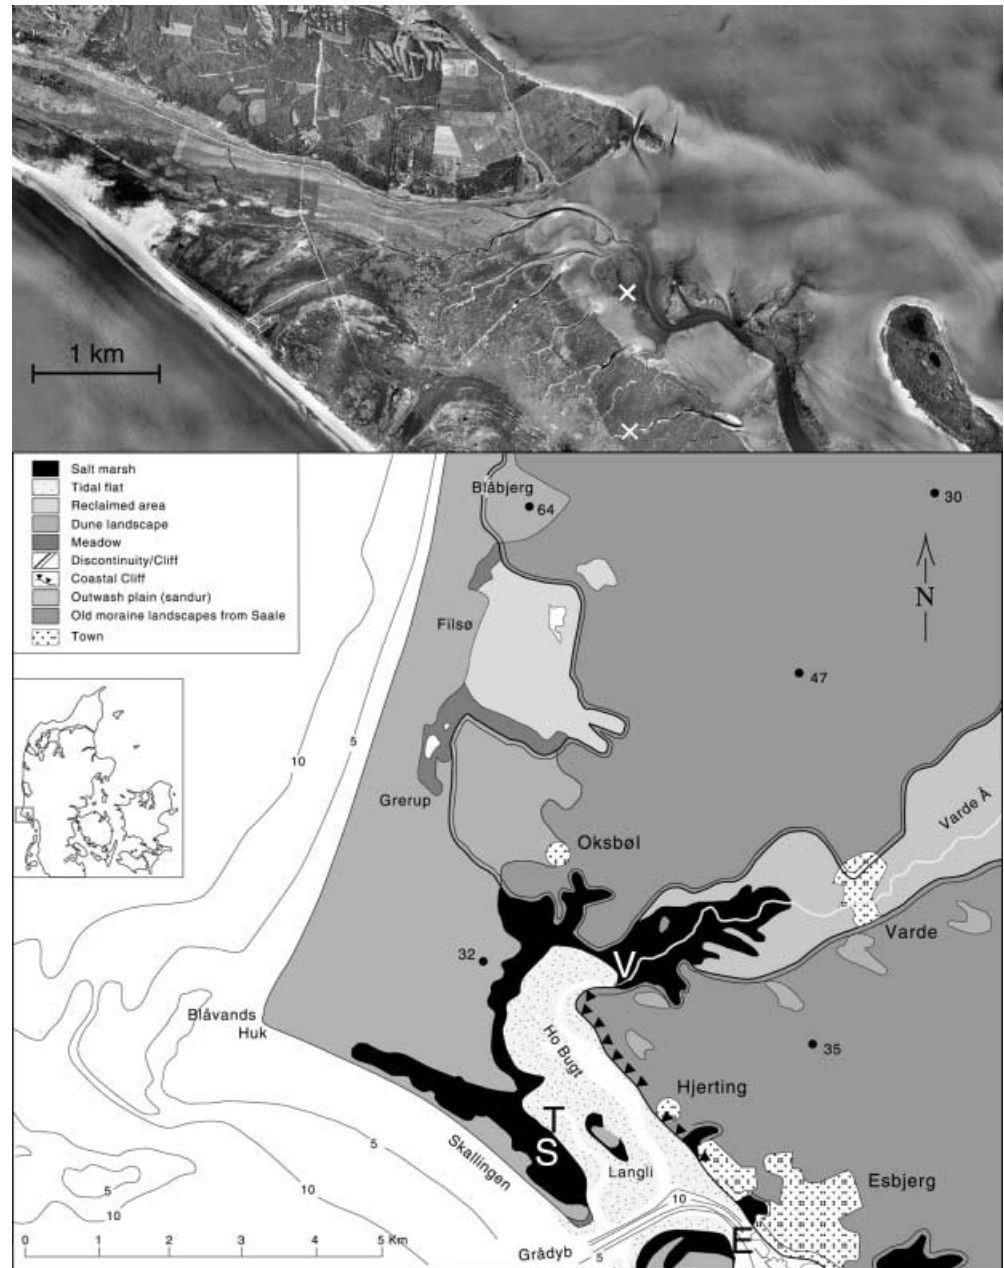 1 km
Salt marsh
Tidal flat
Reclaimed area
Dune landscape
Meadow
Discontinuity/Cliff
Coastal Cliff
Outwash plain (sandur)
Old moraine landscapes from Saale
Town
Blåbjerg
64
30
N
Filsø
47
5
10
Grerup
Oksbøl
Varde Å
Varde
32
V
Blåvands
Huk
Ho Bugt
35
Hjerting
T
S
Skallingen
Langli
Esbjerg
5
10
5
10
10
E
Grådyb
5
0 1 2 3 4 5 Km